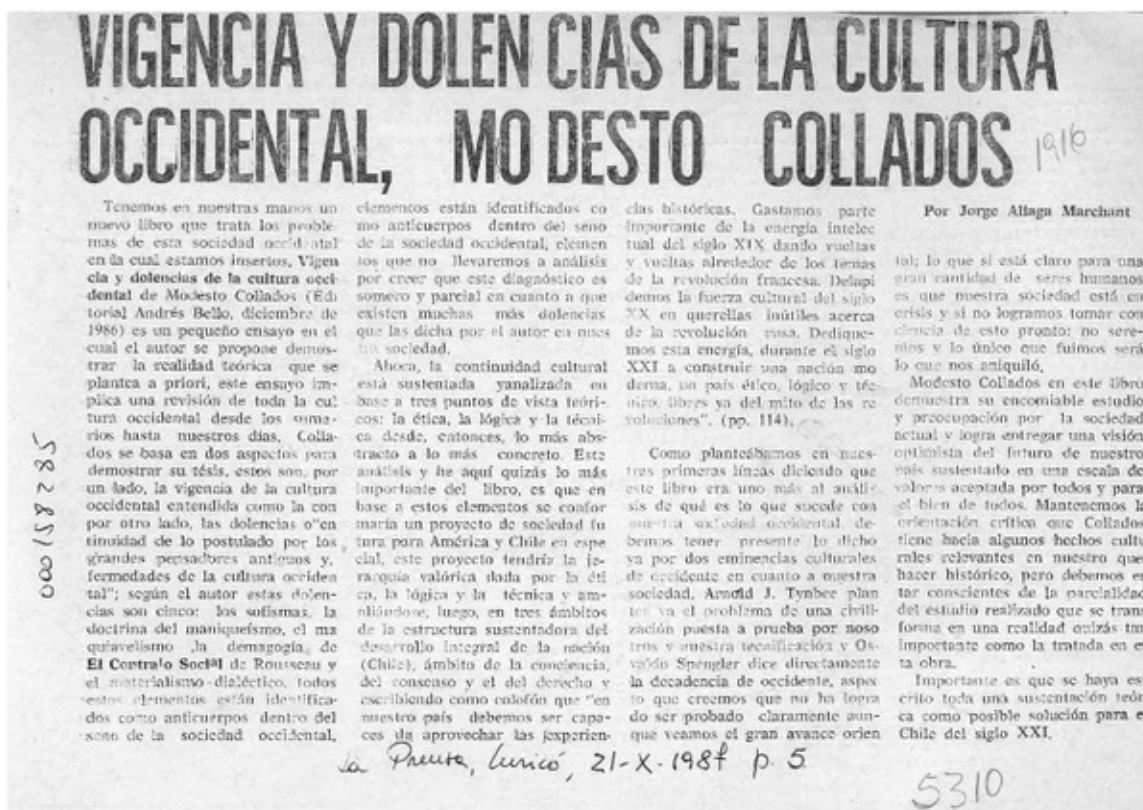 VIGENCIA Y DOLEN CIAS DE LA CULTURA
OCCIDENTAL, MO DESTO COLLADOS
1916
Tenemos en nuestras manos un
nuevo libro que trata los proble-
mas de esta sociedad occidental
en la cual estamos insertos. Vigen
cia y dolencias de la cultura occi
dental de Modesto Collados (Edi
torial Andrés Bello, diciembre de
1986) es un pequeño ensayo en el
cual el autor se propone demos-
trar la realidad teórica que se
plantea a priori, este ensayo im-
plica una revisión de toda la cul
tura occidental desde los sume-
rios hasta nuestros días. Colla-
dos se basa en dos aspectos para
demostrar su tésis, estos son, por
un lado, la vigencia de la cultura
occidental entendida como la con
por otro lado, las dolencias o"en
tinuidad de lo postulado por los
grandes pensadores antiguos y,
fermedades de la cultura occiden
tal"; según el autor estas dolen-
cias son cinco: los sofismas, la
doctrina del maniqueísmo, el ma
quiavelismo ,la demagogia de
El Contrato Social de Rousseau y
el materialismo dialéctico, todos
estos elementos están identifica-
dos como anticuerpos dentro del
seno de la sociedad occidental,
elementos están identificados co
mo anticuerpos dentro del seno
de la sociedad occidental, elemen
tos que no llevaremos a análisis
por creer que este diagnóstico es
somero y parcial en cuanto a que
existen muchas más dolencias
que las dicha por el autor en nues
tra sociedad.
Ahora, la continuidad cultural
está sustentada yanalizada en
base a tres puntos de vista teóri-
cos: la ética, la lógica y la técni-
ca desde, entonces, lo más abs-
tracto a lo más concreto. Este
análisis y he aquí quizás lo más
importante del libro, es que en
base a estos elementos se confor
maría un proyecto de sociedad fu
tura para América y Chile en espe
cial, este proyecto tendría la je-
rarquía valórica dada por la éti
ca, la lógica y la técnica y am-
pliándose, luego, en tres ámbitos
de la estructura sustentadora del
desarrollo integral de la nación
(Chile), ámbito de la conciencia,
del consenso y el del derecho y
escribiendo como colofón que "en
nuestro país debemos ser capa-
ces de aprovechar las experien-
cias históricas. Gastamos parte
importante de la energía intelec
tual del siglo XIX dando vueltas
y vueltas alrededor de los temas
de la revolución francesa. Delapi
demos la fuerza cultural del siglo
XX en querellas inútiles acerca
de la revolución rusa. Dedique-
mos esta energía, durante el siglo
XXI a construir una nación mo
derna, un país ético, lógico y téc-
nico, libres ya del mito de las re
voluciones". (pp. 114).
Como planteábamos en nues-
tras primeras líneas diciendo que
este libro era uno más al análi-
sis de qué es lo que sucede con
nuestra sociedad occidental, de-
bemos tener presente lo dicho
ya por dos eminencias culturales
de occidente en cuanto a nuestra
sociedad. Arnold J. Tynbee plan
tea ya el problema de una civili-
zación puesta a prueba por noso
tros y nuestra tecnificación y Os-
valdo Spengler dice directamente
la decadencia de occidente, aspec
to que creemos que no ha logra
do ser probado claramente aun-
que veamos el gran avance orien
Por Jorge Aliaga Marchant
tal; lo que sí está claro para una
gran cantidad de seres humanos
es que nuestra sociedad está en
crisis y si no logramos tomar con
ciencia de esto pronto: no sere-
mos y lo único que fuimos será
lo que nos aniquiló.
Modesto Collados en este libro
demuestra su encomiable estudio
y preocupación por la sociedad
actual y logra entregar una visión
optimista del futuro de nuestro
país sustentado en una escala de
valores aceptada por todos y para
el bien de todos. Mantenemos la
orientación crítica que Collados
tiene hacia algunos hechos cultu
rales relevantes en nuestro que
hacer histórico, pero debemos es
tar conscientes de la parcialidad
del estudio realizado que se trans
forma en una realidad quizás tan
importante como la tratada en es
ta obra.
Importante es que se haya es
crito toda una sustentación teóri
ca como posible solución para el
Chile del siglo XXI.
000158285
La Prensa, Curicó, 21-X-1987 p. 5
5310